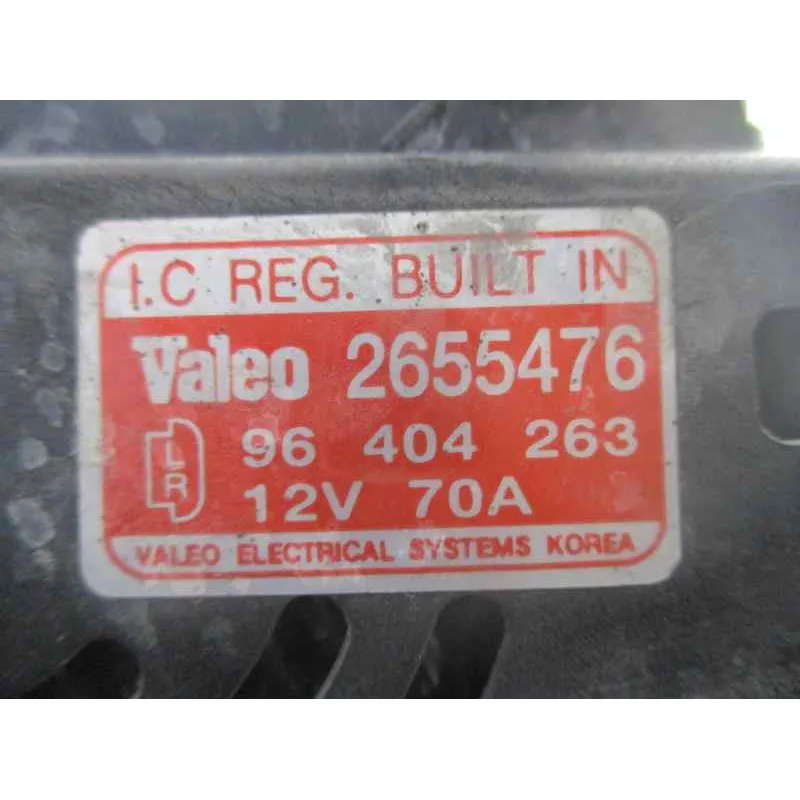 I.C REG. BUILT IN
Valeo 2655476
L 96 404 263
R 12V 70A
VALEO ELECTRICAL SYSTEMS KOREA